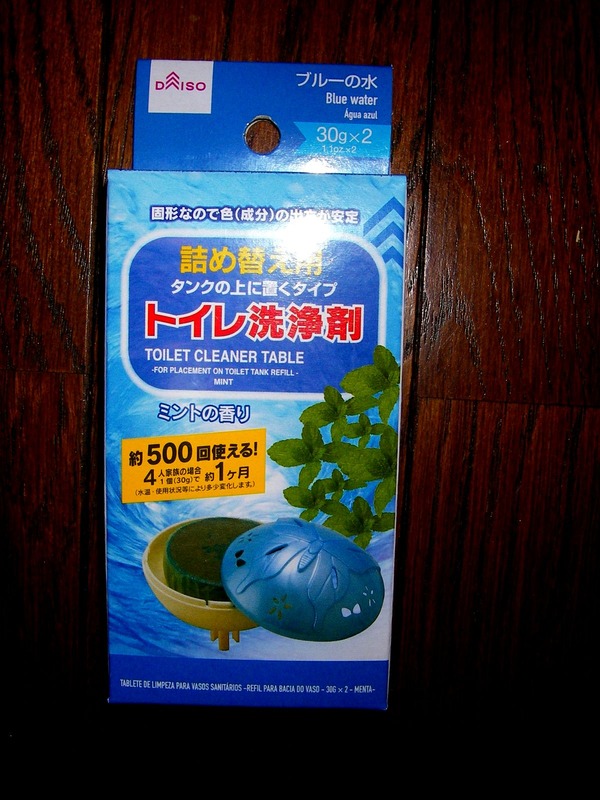 DAISO
ブルーの水
Blue water
Água azul
30g×2
1.1oz.×2
固形なので色(成分)の出方が安定
詰め替え用
タンクの上に置くタイプ
トイレ洗浄剤
TOILET CLEANER TABLE
-FOR PLACEMENT ON TOILET TANK REFILL-
MINT
ミントの香り
約500回使える!
4人家族の場合
1個(30g)で 約1ヶ月
(水温・使用状況等により多少変化します。)
TABLETE DE LIMPEZA PARA VASOS SANITÁRIOS -REFIL PARA BACIA DO VASO - 30G × 2 - MENTA-